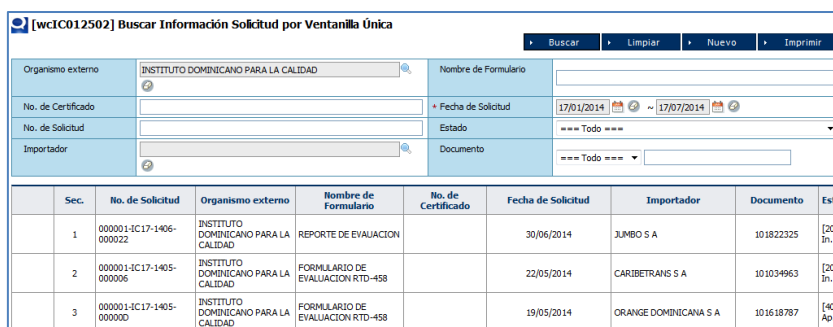 [wcIC012502] Buscar Información Solicitud por Ventanilla Única
Buscar Limpiar Nuevo Imprimir
Organismo externo INSTITUTO DOMINICANO PARA LA CALIDAD Nombre de Formulario
No. de Certificado * Fecha de Solicitud 17/01/2014 ~ 17/07/2014
No. de Solicitud Estado === Todo ===
Importador Documento === Todo ===
Sec. No. de Solicitud Organismo externo Nombre de Formulario No. de Certificado Fecha de Solicitud Importador Documento
1 000001-IC17-1406-000022 INSTITUTO DOMINICANO PARA LA CALIDAD REPORTE DE EVAUACION 30/06/2014 JUMBO S A 101822325
2 000001-IC17-1405-000006 INSTITUTO DOMINICANO PARA LA CALIDAD FORMULARIO DE EVALUACION RTD-458 22/05/2014 CARIBETRANS S A 101034963
3 000001-IC17-1405-00000D INSTITUTO DOMINICANO PARA LA CALIDAD FORMULARIO DE EVALUACION RTD-458 19/05/2014 ORANGE DOMINICANA S A 101618787